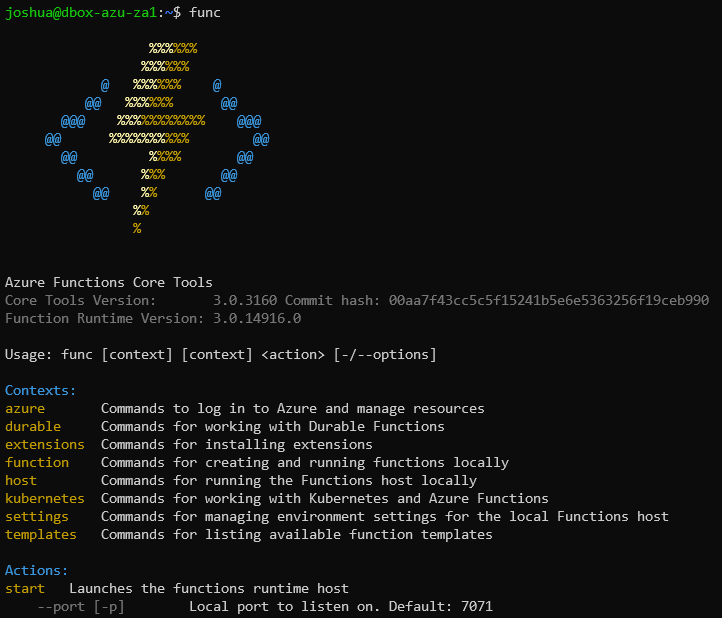 joshua@dbox-azu-za1:~$ func
                  %%%%%%
                 %%%%%%
            @   %%%%%%    @
          @@   %%%%%%      @@
       @@@    %%%%%%%%%%%    @@@
     @@      %%%%%%%%%%        @@
       @@         %%%%       @@
         @@      %%%       @@
           @@    %%      @@
                %%
                %
Azure Functions Core Tools
Core Tools Version:       3.0.3160 Commit hash: 00aa7f43cc5c5f15241b5e6e5363256f19ceb990
Function Runtime Version: 3.0.14916.0
Usage: func [context] [context] <action> [-/--options]
Contexts:
azure       Commands to log in to Azure and manage resources
durable     Commands for working with Durable Functions
extensions  Commands for installing extensions
function    Commands for creating and running functions locally
host        Commands for running the Functions host locally
kubernetes  Commands for working with Kubernetes and Azure Functions
settings    Commands for managing environment settings for the local Functions host
templates   Commands for listing available function templates
Actions:
start   Launches the functions runtime host
    --port [-p]        Local port to listen on. Default: 7071